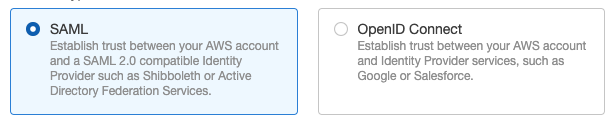 SAML
Establish trust between your AWS account
and a SAML 2.0 compatible Identity
Provider such as Shibboleth or Active
Directory Federation Services.
OpenID Connect
Establish trust between your AWS account
and Identity Provider services, such as
Google or Salesforce.